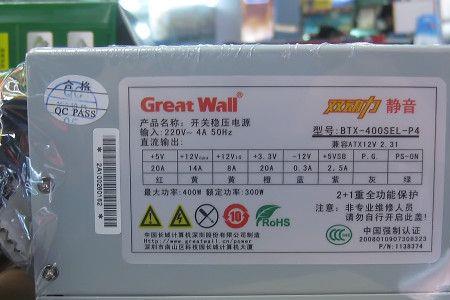 合格
QC PASS
2A10280162
Great Wall
双动力 静音
产品名称: 开关稳压电源
型号: BTX-400SEL-P4
输入: 220V~ 4A 50Hz
兼容ATX12V 2.31
直流输出:
+5V +12V +12V +3.3V -12V +5VSB P.G. PS-ON
20A 14A 8A 20A 0.3A 2.5A
红 黄 黄 橙 蓝 紫 灰 绿
最大功率: 400W 额定功率: 300W
2+1重全功能保护
注意: 非专业维修人员
请勿自行开启此盖!
10
RoHS
中国长城计算机深圳股份有限公司制造
Http://www.greatwall.cn/power
中国强制认证
2008010907308323
P/N: 1138374